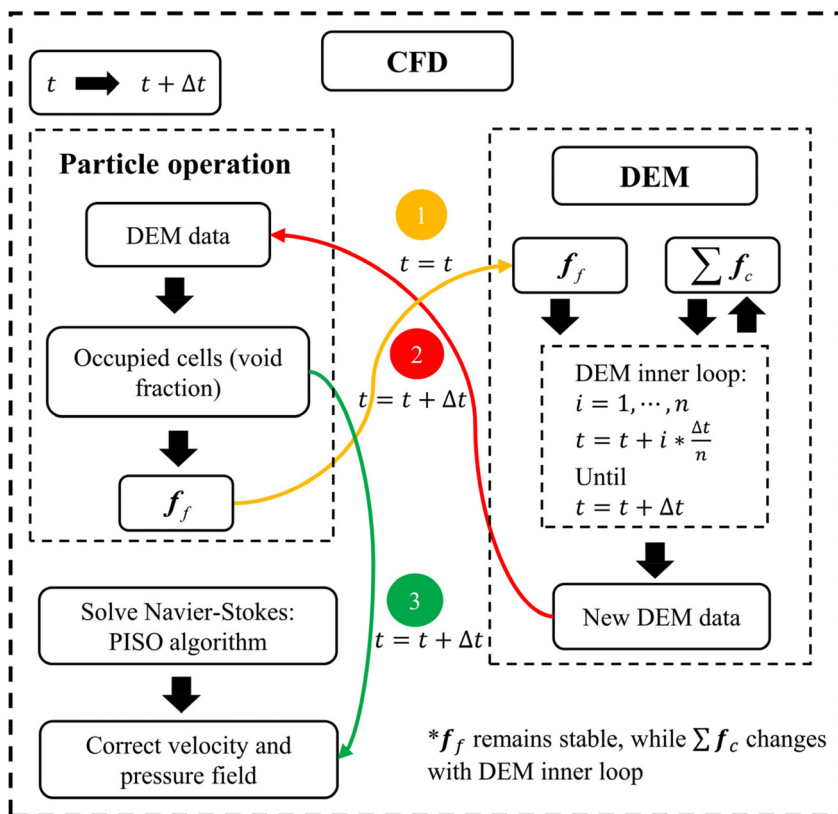 CFD
t → t + Δt
Particle operation
DEM data
Occupied cells (void
fraction)
f_f
1
t = t
2
t = t + Δt
3
t = t + Δt
DEM
f_f
∑ f_c
DEM inner loop:
i = 1, ⋯, n
t = t + i * Δt/n
Until
t = t + Δt
New DEM data
Solve Navier-Stokes:
PISO algorithm
Correct velocity and
pressure field
*f_f remains stable, while ∑ f_c changes
with DEM inner loop